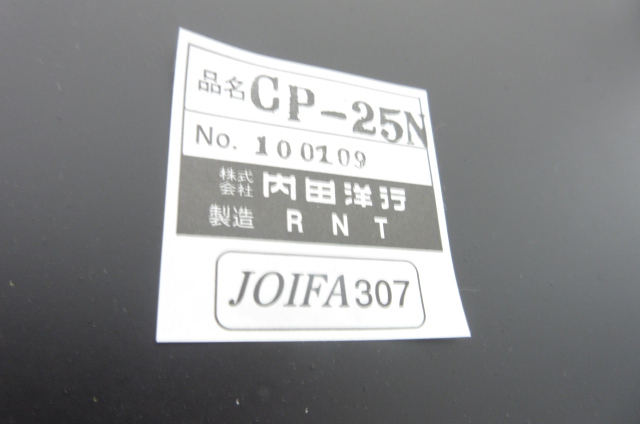 品名 CP-25N
No. 100109
株式会社 内田洋行
製造 RNT
JOIFA307